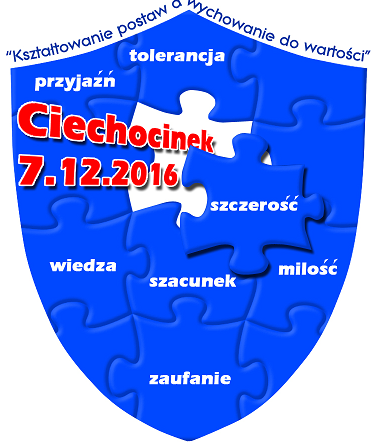 "Kształtowanie postaw a wychowanie do wartości"
tolerancja
przyjaźń
Ciechocinek
7.12.2016
szczerość
wiedza
szacunek
miłość
zaufanie